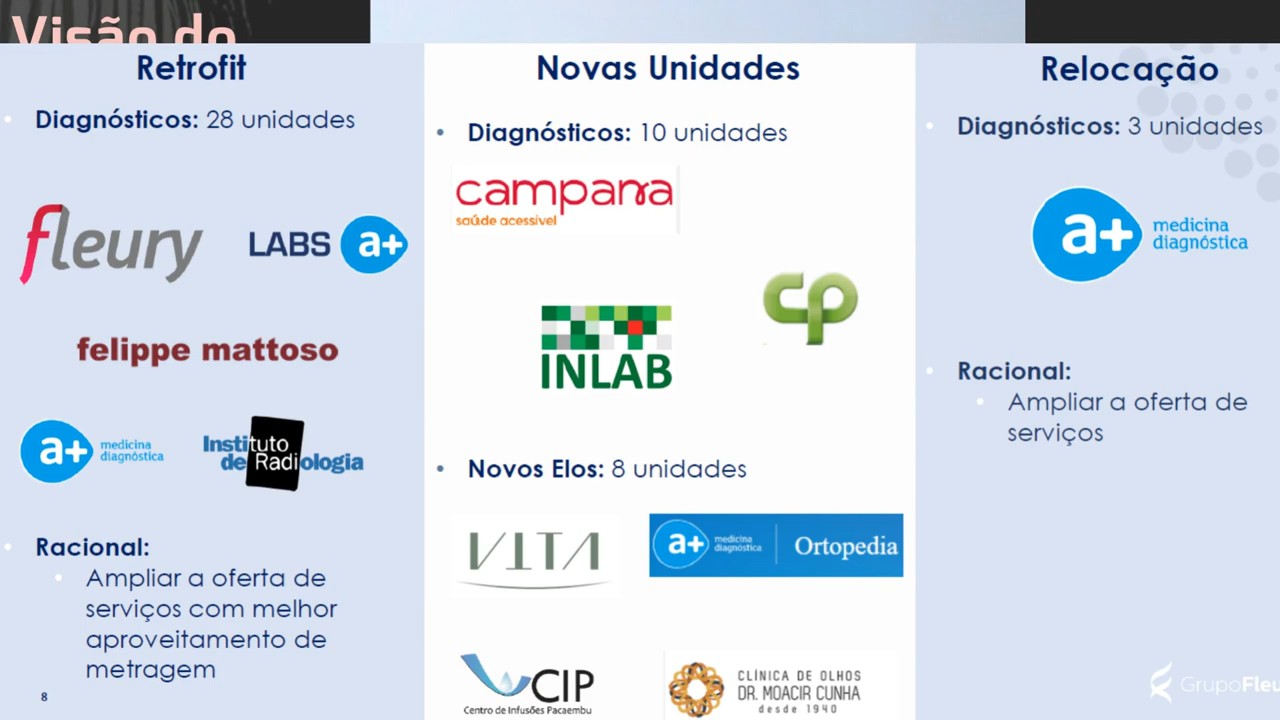 Visão do
Retrofit
Diagnósticos: 28 unidades
fleury
LABS a+
felippe mattoso
a+ medicina
diagnóstica
Instituto
de Radiologia
Racional:
Ampliar a oferta de
serviços com melhor
aproveitamento de
metragem
8
Novas Unidades
Diagnósticos: 10 unidades
campana
saúde acessível
INLAB
cp
Novos Elos: 8 unidades
VITA
a+ medicina
diagnóstica
Ortopedia
CIP
Centro de Infusões Pacaembu
CLÍNICA DE OLHOS
DR. MOACIR CUNHA
desde 1940
Relocação
Diagnósticos: 3 unidades
a+ medicina
diagnóstica
Racional:
Ampliar a oferta de
serviços
GrupoFleu